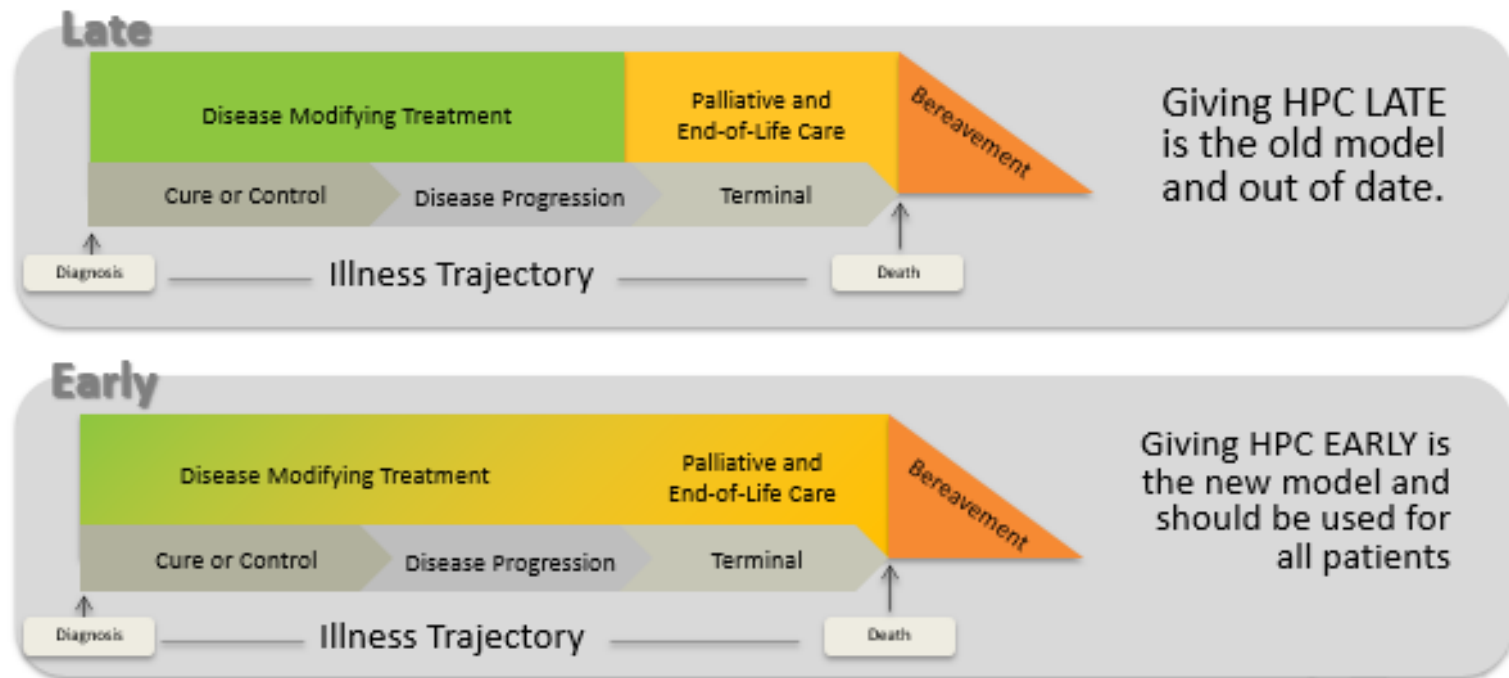 Late
Disease Modifying Treatment
Palliative and
End-of-Life Care
Bereavement
Giving HPC LATE
is the old model
and out of date.
Cure or Control
Disease Progression
Terminal
Diagnosis
Illness Trajectory
Death
Early
Disease Modifying Treatment
Palliative and
End-of-Life Care
Bereavement
Giving HPC EARLY is
the new model and
should be used for
all patients
Cure or Control
Disease Progression
Terminal
Diagnosis
Illness Trajectory
Death